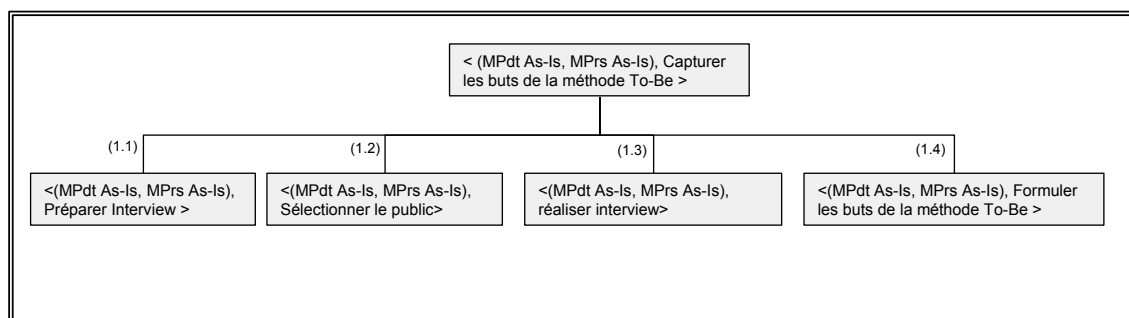 < (MPdt As-Is, MPrs As-Is), Capturer
les buts de la méthode To-Be >
(1.1)
(1.2)
(1.3)
(1.4)
<(MPdt As-Is, MPrs As-Is),
Préparer Interview >
<(MPdt As-Is, MPrs As-Is),
Sélectionner le public>
<(MPdt As-Is, MPrs As-Is),
réaliser interview>
<(MPdt As-Is, MPrs As-Is), Formuler
les buts de la méthode To-Be >